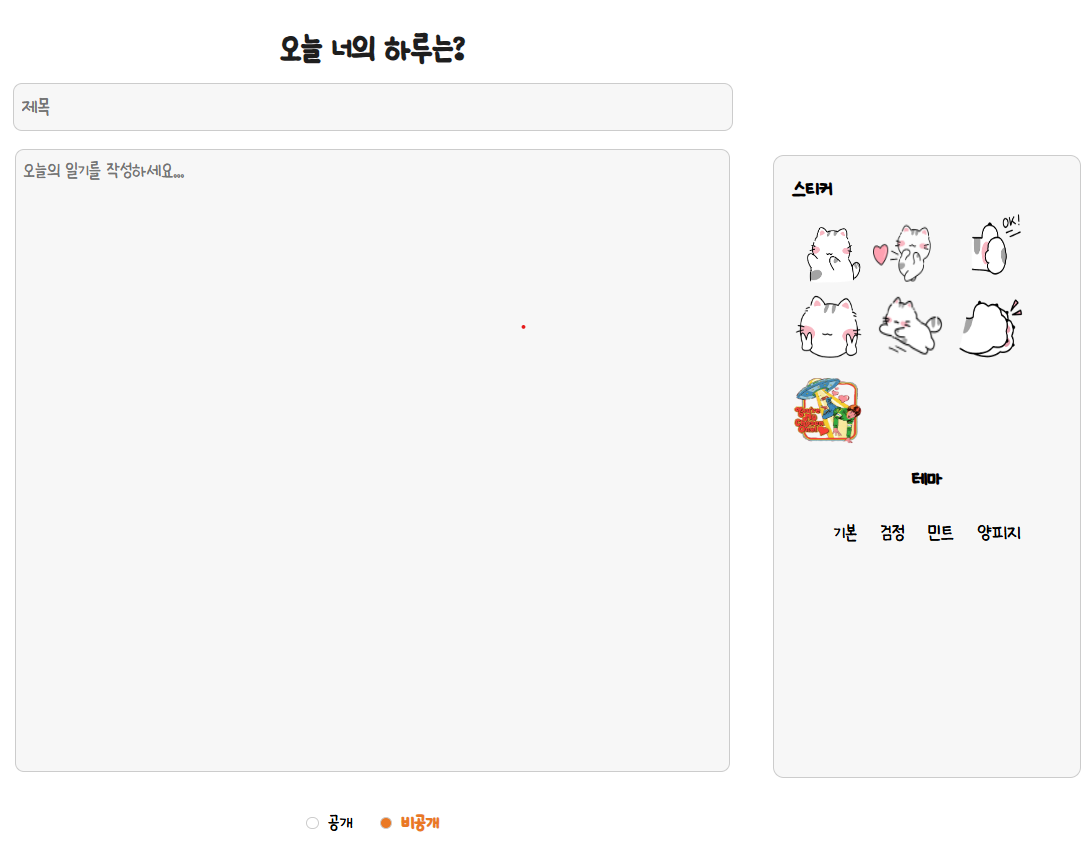 오늘 너의 하루는?
제목
오늘의 일기를 작성하세요...
스티커
OK!
테마
기본 검정 민트 양피지
공개 비공개